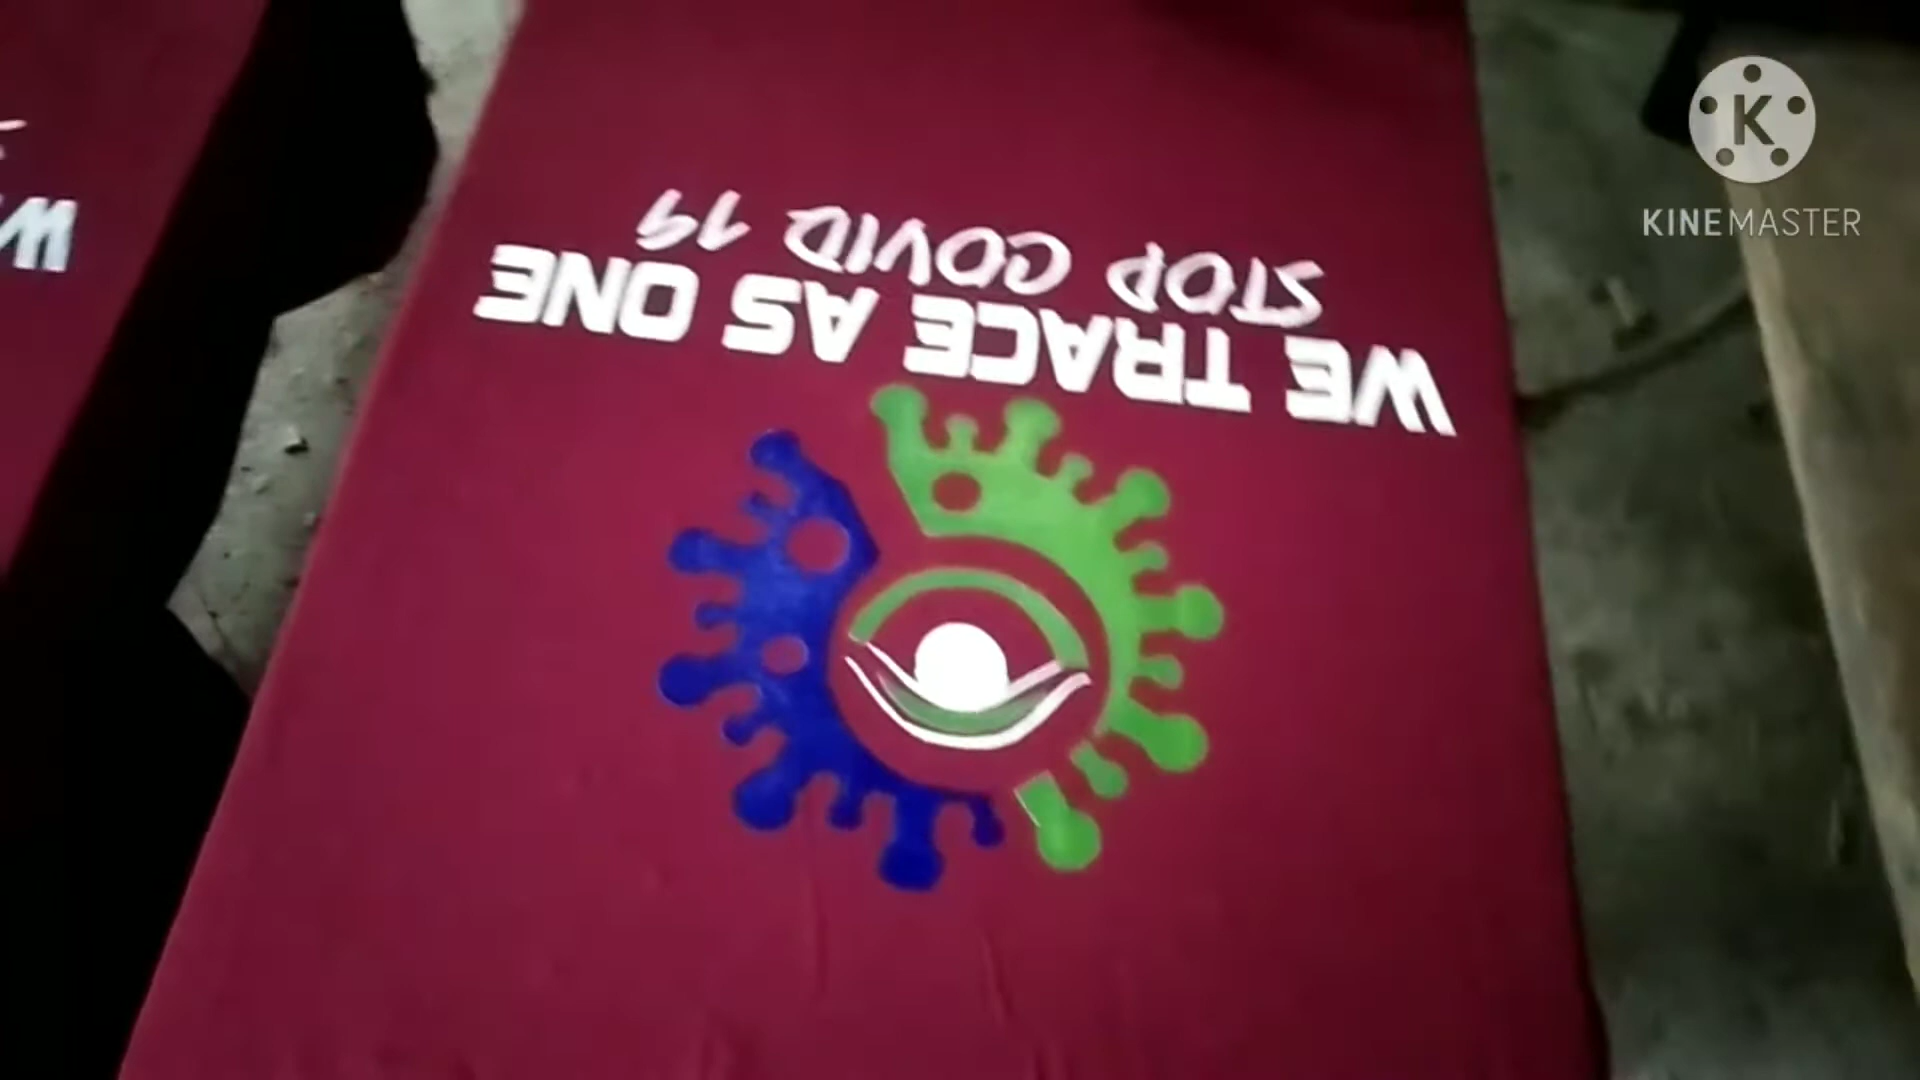 WE TRACE AS ONE
STOP COVID 19
W
K
KINEMASTER